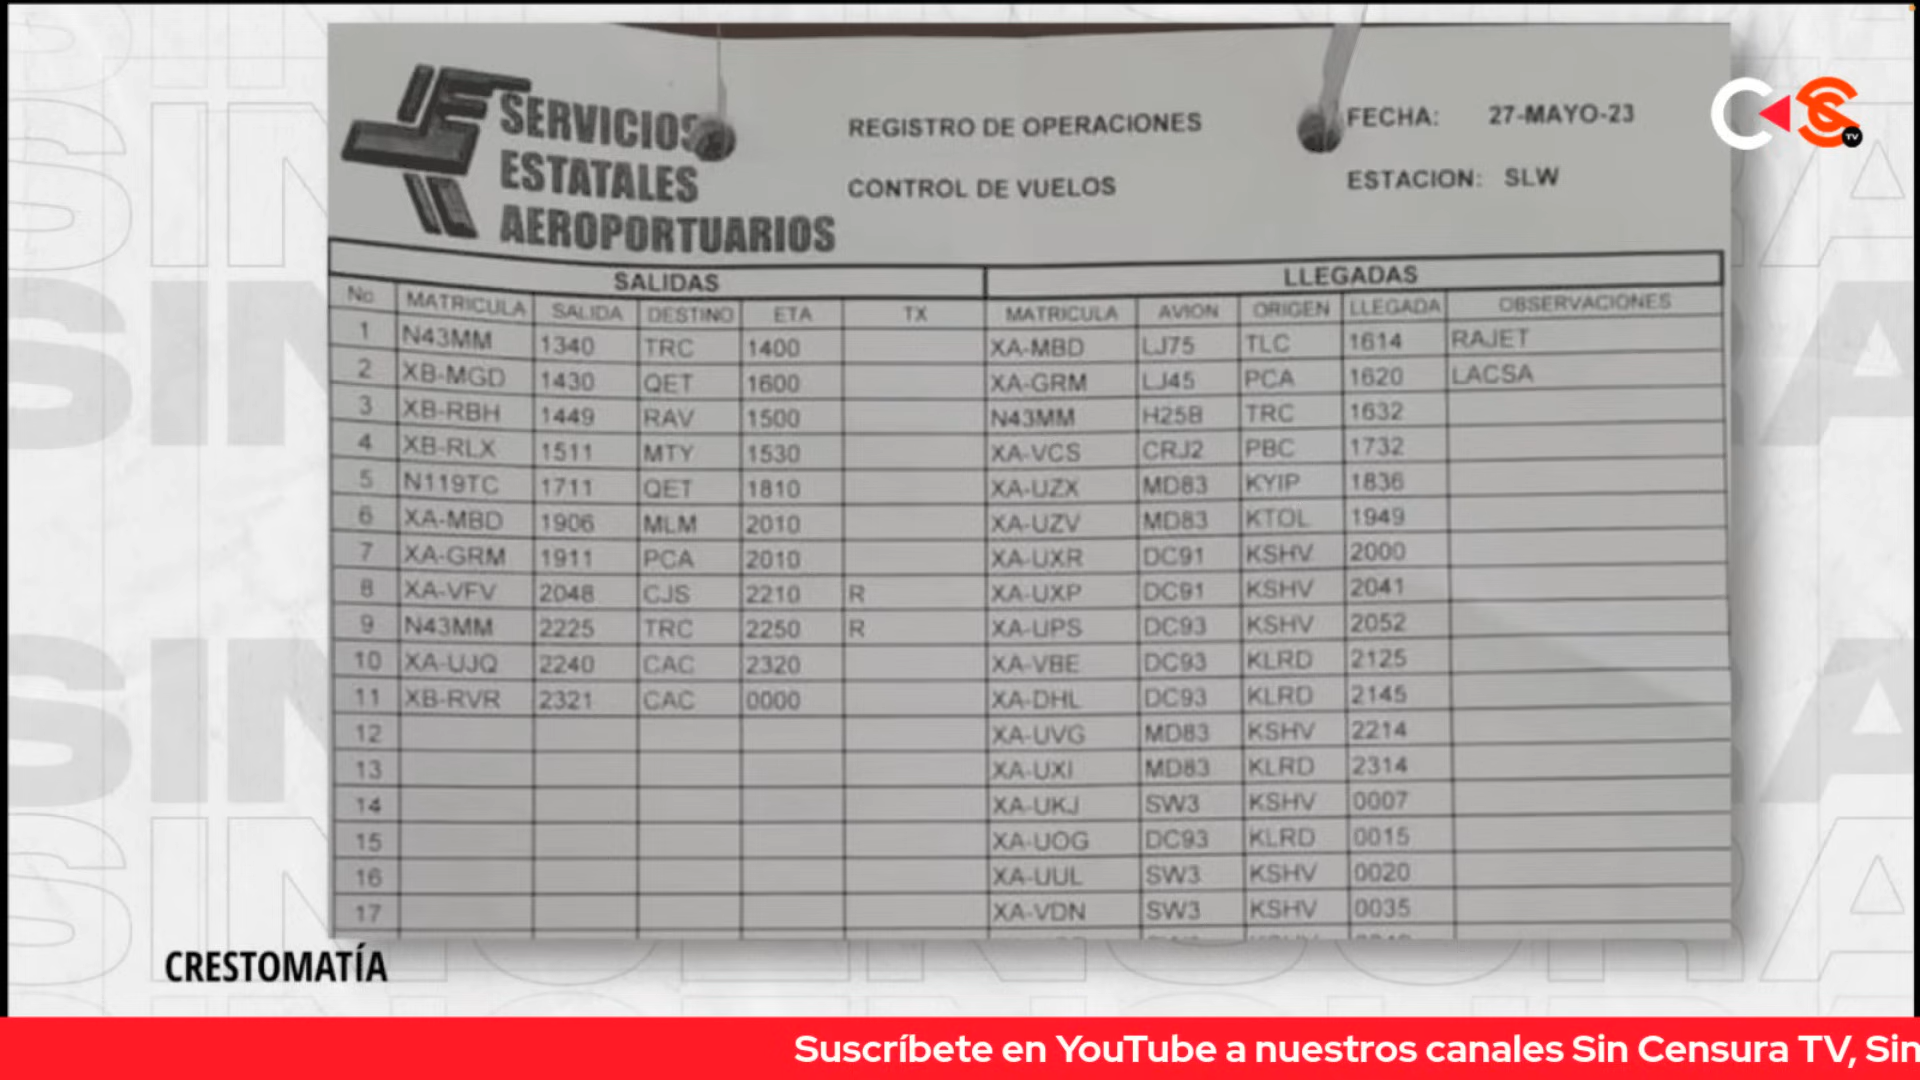 SERVICIOS
ESTATALES
AEROPORTUARIOS
REGISTRO DE OPERACIONES
CONTROL DE VUELOS
FECHA: 27-MAYO-23
ESTACION: SLW
SALIDAS LLEGADAS
No MATRICULA SALIDA DESTINO ETA TX MATRICULA AVION ORIGEN LLEGADA OBSERVACIONES
1 N43MM 1340 TRC 1400 XA-MBD LJ75 TLC 1614 RAJET
2 XB-MGD 1430 QET 1600 XA-GRM LJ45 PCA 1620 LACSA
3 XB-RBH 1449 RAV 1500 N43MM H25B TRC 1632
4 XB-RLX 1511 MTY 1530 XA-VCS CRJ2 PBC 1732
5 N119TC 1711 QET 1810 XA-UZX MD83 KYIP 1836
6 XA-MBD 1906 MLM 2010 XA-UZV MD83 KTOL 1949
7 XA-GRM 1911 PCA 2010 XA-UXR DC91 KSHV 2000
8 XA-VFV 2048 CJS 2210 R XA-UXP DC91 KSHV 2041
9 N43MM 2225 TRC 2250 R XA-UPS DC93 KSHV 2052
10 XA-UJQ 2240 CAC 2320 XA-VBE DC93 KLRD 2125
11 XB-RVR 2321 CAC 0000 XA-DHL DC93 KLRD 2145
12 XA-UVG MD83 KSHV 2214
13 XA-UXI MD83 KLRD 2314
14 XA-UKJ SW3 KSHV 0007
15 XA-UOG DC93 KLRD 0015
16 XA-UUL SW3 KSHV 0020
17 XA-VDN SW3 KSHV 0035
CRESTOMATÍA
Suscríbete en YouTube a nuestros canales Sin Censura TV, Sin